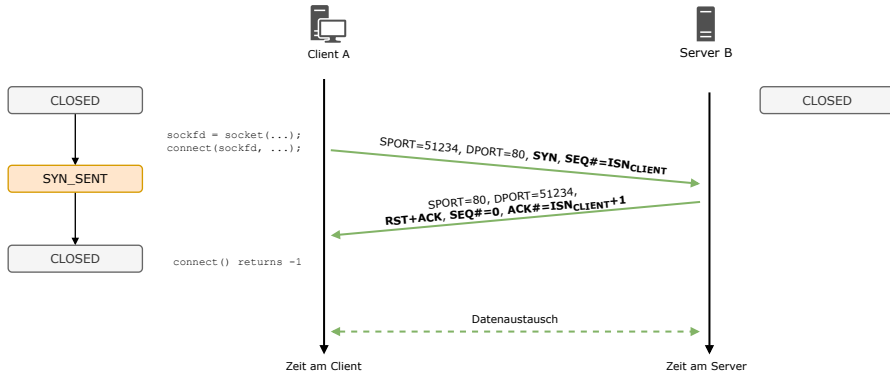 Client A
Server B
CLOSED
CLOSED
sockfd = socket(...);
connect(sockfd, ...);
SPORT=51234, DPORT=80, SYN, SEQ#=ISNCLIENT
SYN_SENT
SPORT=80, DPORT=51234,
RST+ACK, SEQ#=0, ACK#=ISNCLIENT+1
CLOSED
connect() returns -1
Datenaustausch
Zeit am Client
Zeit am Server